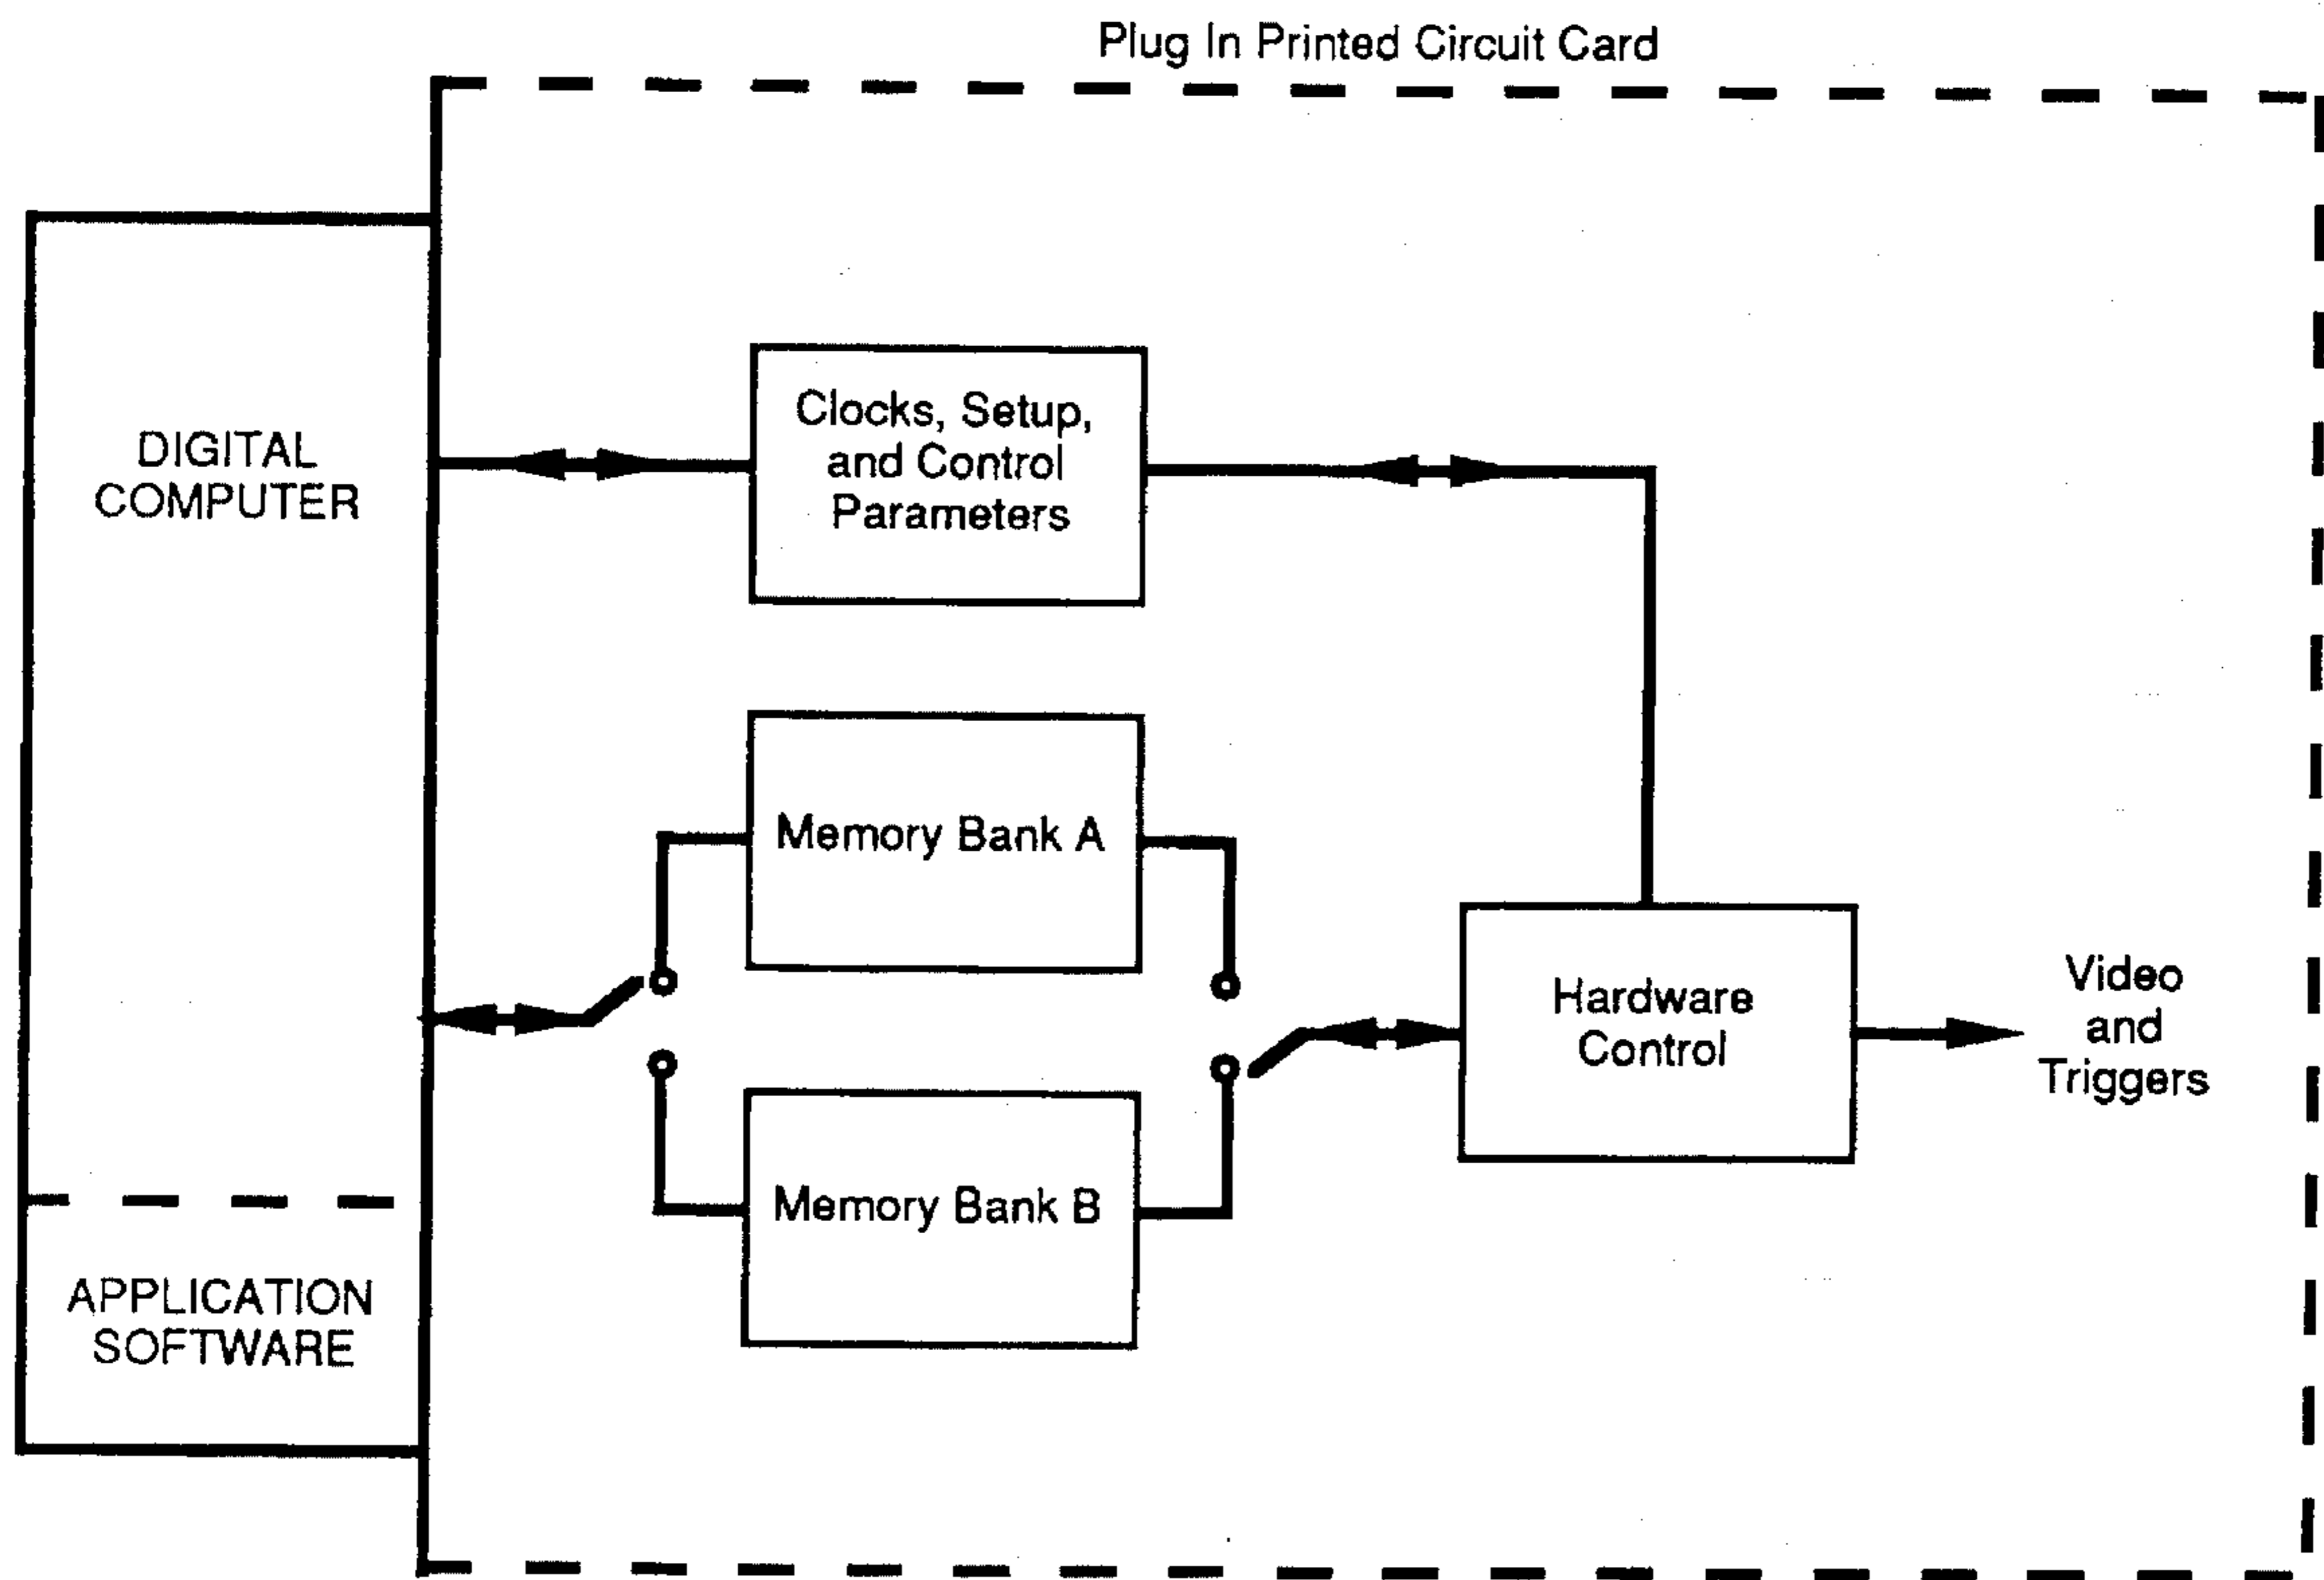 Plug In Printed Circuit Card
DIGITAL
COMPUTER
Clocks, Setup,
and Control
Parameters
Memory Bank A
Hardware
Control
Video
and
Triggers
Memory Bank B
APPLICATION
SOFTWARE